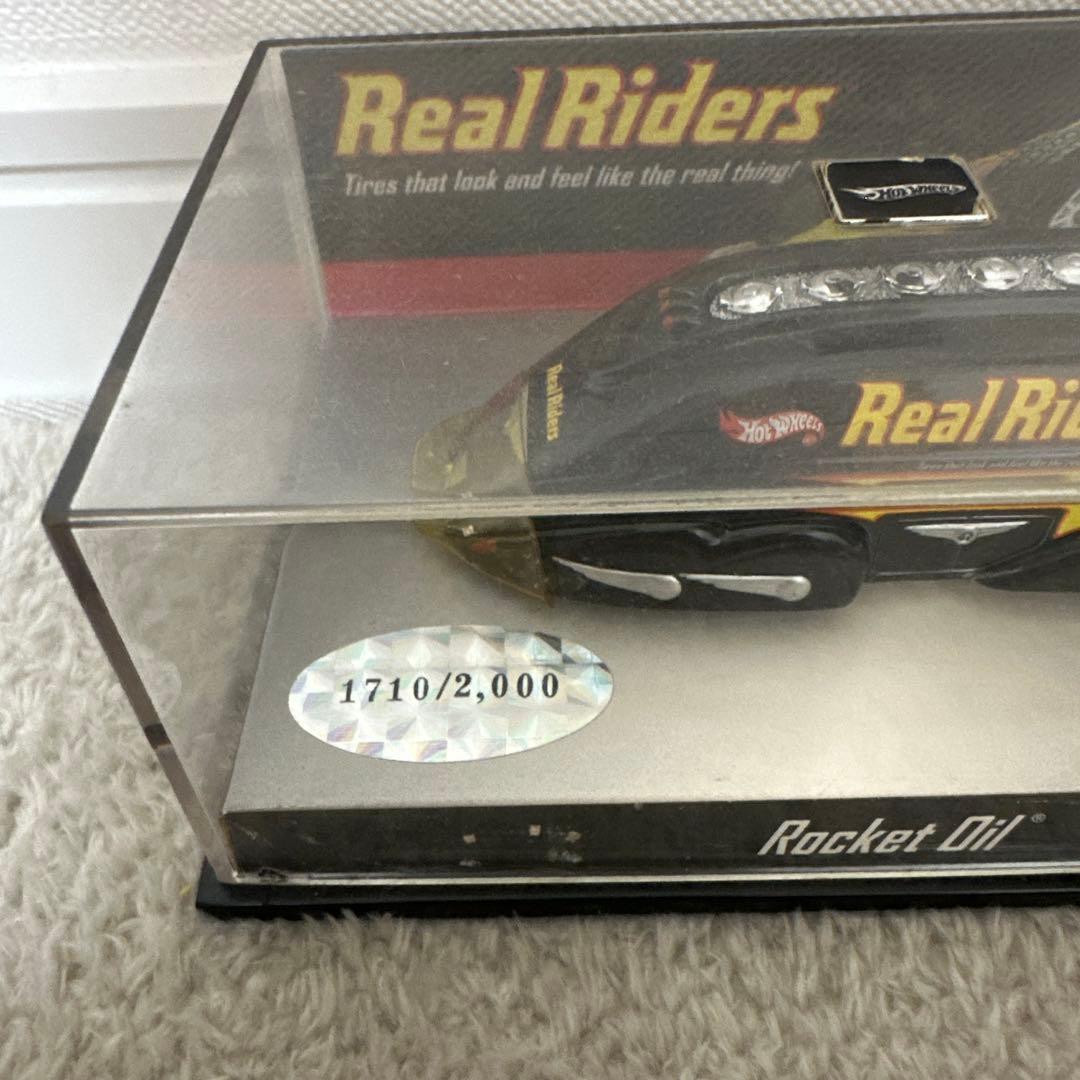 Real Riders
Tires that look and feel like the real thing!
HOT WHEELS
Real Riders
HOT WHEELS
Real Ri
1710/2,000
Rocket Oil®